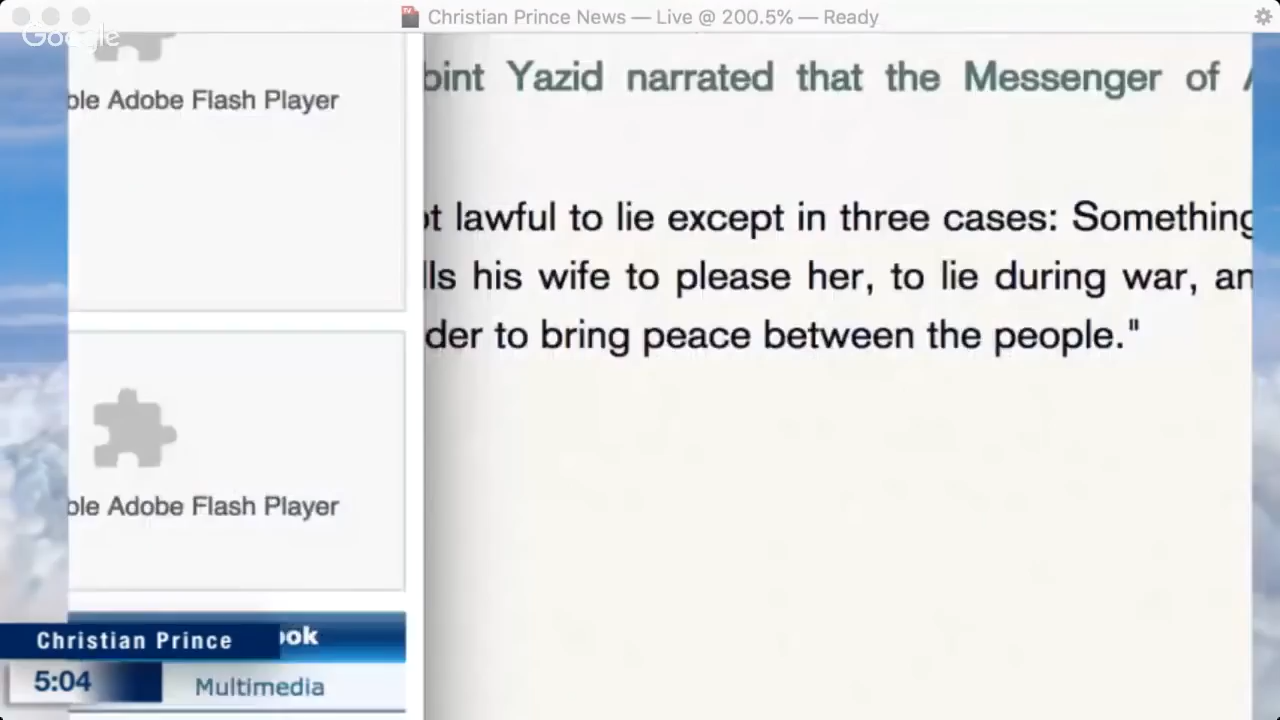 Christian Prince News — Live @ 200.5% — Ready
Google
ble Adobe Flash Player
bint Yazid narrated that the Messenger of
ot lawful to lie except in three cases: Something
lls his wife to please her, to lie during war, an
der to bring peace between the people."
ble Adobe Flash Player
ook
Christian Prince
5:04
Multimedia